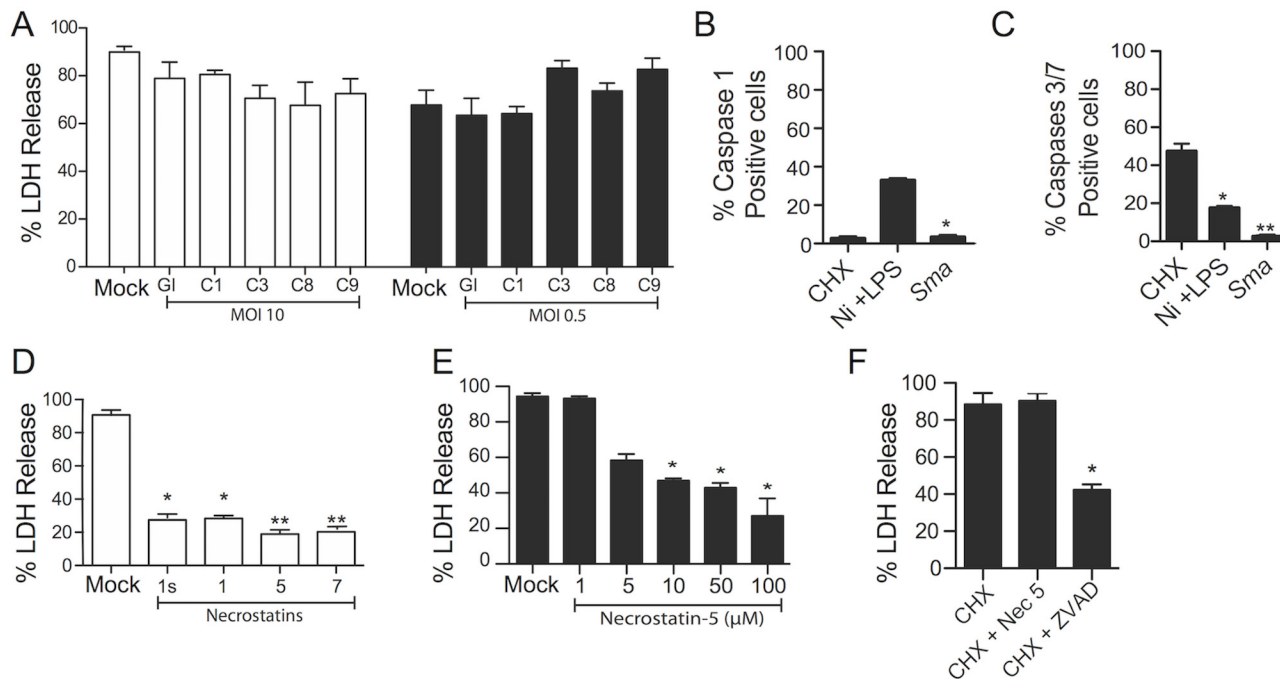 A
% LDH Release
100
80
60
40
20
0
Mock GI C1 C3 C8 C9 Mock GI C1 C3 C8 C9
MOI 10 MOI 0.5
B
% Caspase 1
Positive cells
100
80
60
40
20
0
*
CHX
Ni +LPS
Sma
C
% Caspases 3/7
Positive cells
100
80
60
40
20
0
*
**
CHX
Ni +LPS
Sma
D
% LDH Release
100
80
60
40
20
0
* * ** **
Mock 1s 1 5 7
Necrostatins
E
% LDH Release
100
80
60
40
20
0
* * *
Mock 1 5 10 50 100
Necrostatin-5 (µM)
F
% LDH Release
100
80
60
40
20
0
*
CHX
CHX + Nec 5
CHX + ZVAD